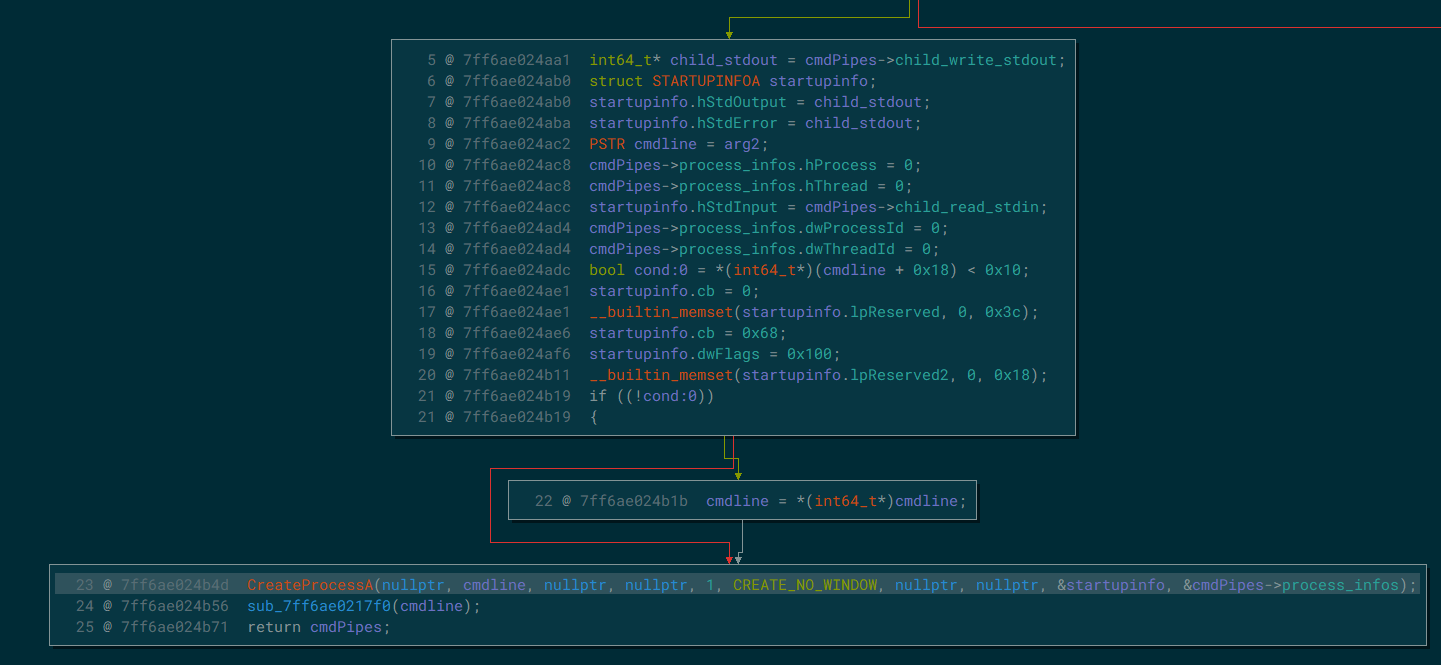 5 @ 7ff6ae024aa1 int64_t* child_stdout = cmdPipes->child_write_stdout;
6 @ 7ff6ae024ab0 struct STARTUPINFOA startupinfo;
7 @ 7ff6ae024ab0 startupinfo.hStdOutput = child_stdout;
8 @ 7ff6ae024aba startupinfo.hStdError = child_stdout;
9 @ 7ff6ae024ac2 PSTR cmdline = arg2;
10 @ 7ff6ae024ac8 cmdPipes->process_infos.hProcess = 0;
11 @ 7ff6ae024ac8 cmdPipes->process_infos.hThread = 0;
12 @ 7ff6ae024acc startupinfo.hStdInput = cmdPipes->child_read_stdin;
13 @ 7ff6ae024ad4 cmdPipes->process_infos.dwProcessId = 0;
14 @ 7ff6ae024ad4 cmdPipes->process_infos.dwThreadId = 0;
15 @ 7ff6ae024adc bool cond:0 = *(int64_t*)(cmdline + 0x18) < 0x10;
16 @ 7ff6ae024ae1 startupinfo.cb = 0;
17 @ 7ff6ae024ae1 __builtin_memset(startupinfo.lpReserved, 0, 0x3c);
18 @ 7ff6ae024ae6 startupinfo.cb = 0x68;
19 @ 7ff6ae024af6 startupinfo.dwFlags = 0x100;
20 @ 7ff6ae024b11 __builtin_memset(startupinfo.lpReserved2, 0, 0x18);
21 @ 7ff6ae024b19 if ((!cond:0))
21 @ 7ff6ae024b19 {
22 @ 7ff6ae024b1b cmdline = *(int64_t*)cmdline;
23 @ 7ff6ae024b4d CreateProcessA(nullptr, cmdline, nullptr, nullptr, 1, CREATE_NO_WINDOW, nullptr, nullptr, &startupinfo, &cmdPipes->process_infos);
24 @ 7ff6ae024b56 sub_7ff6ae0217f0(cmdline);
25 @ 7ff6ae024b71 return cmdPipes;